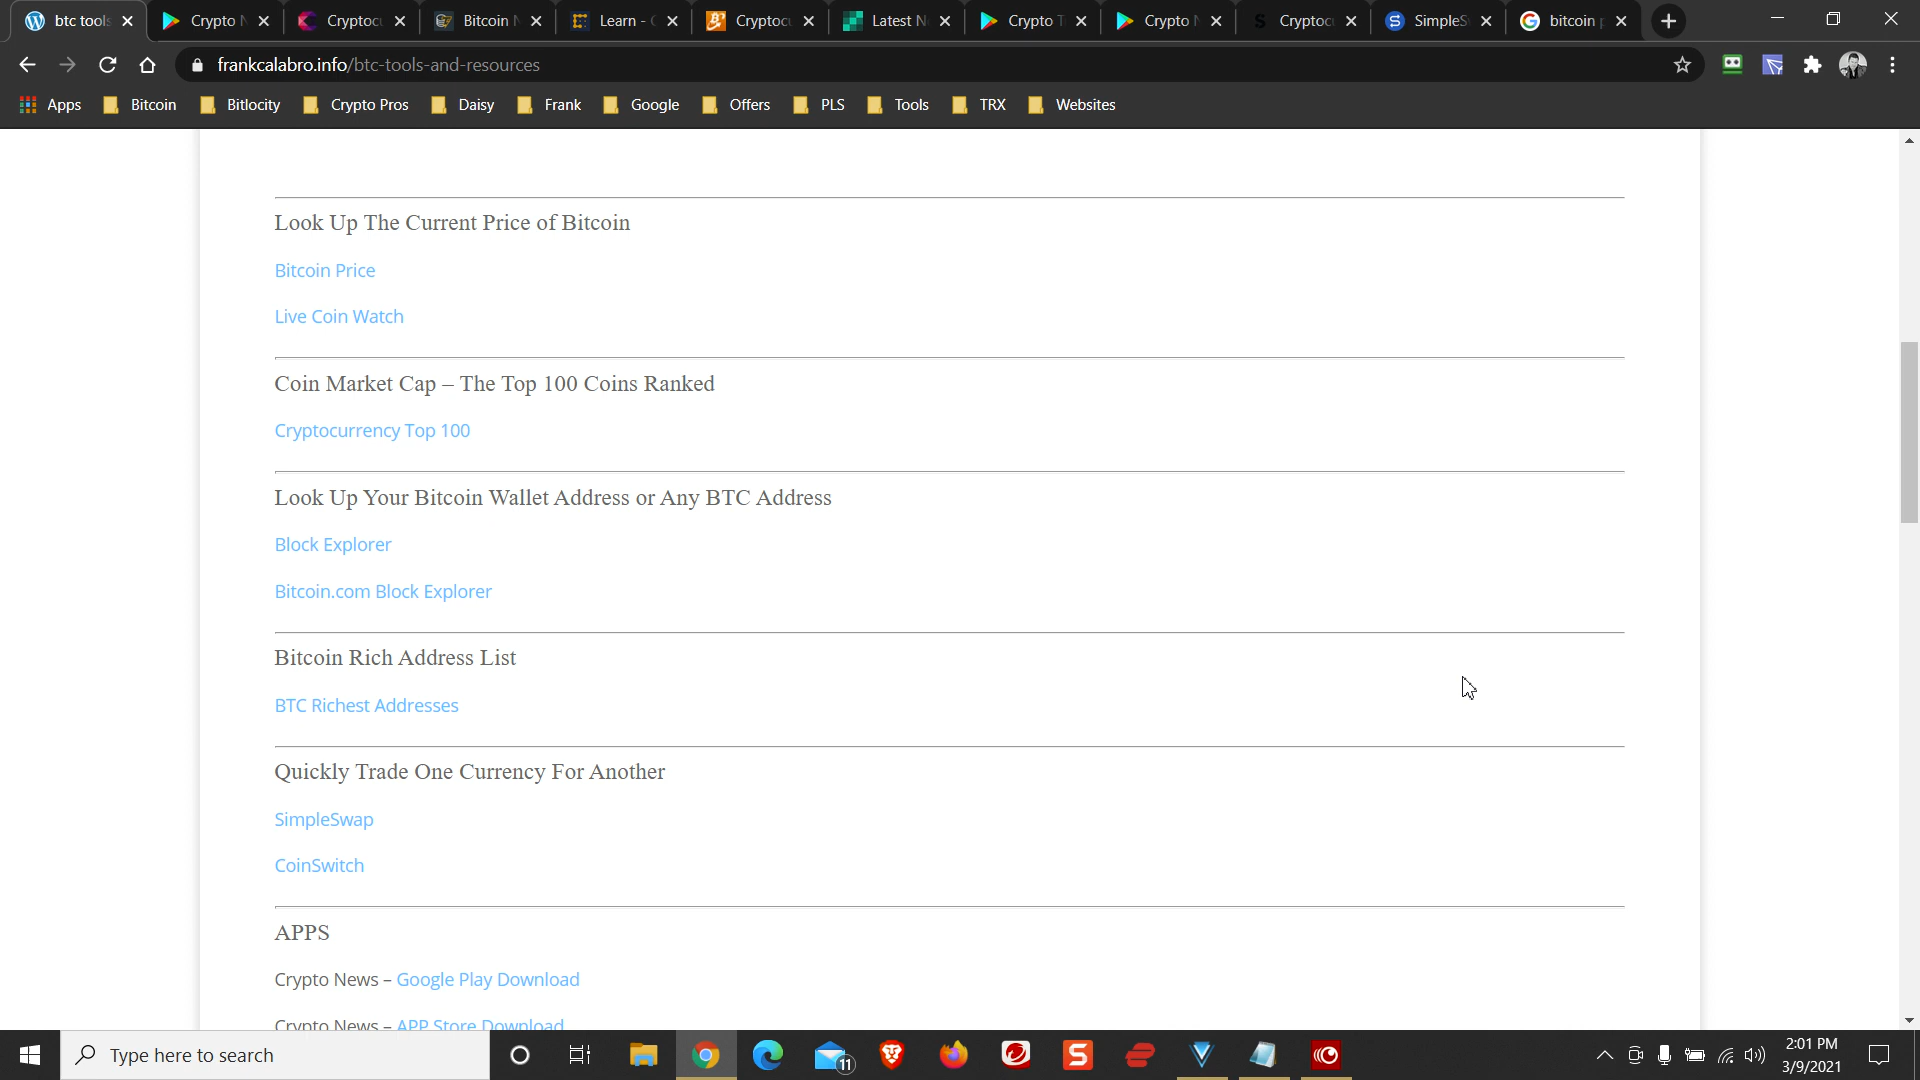 btc tool
Crypto N
Cryptocu
Bitcoin N
Learn - C
Cryptocu
Latest N
Crypto T
Crypto N
Cryptocu
SimpleS
bitcoin p
frankcalabro.info/btc-tools-and-resources
Apps
Bitcoin
Bitlocity
Crypto Pros
Daisy
Frank
Google
Offers
PLS
Tools
TRX
Websites
Look Up The Current Price of Bitcoin
Bitcoin Price
Live Coin Watch
Coin Market Cap – The Top 100 Coins Ranked
Cryptocurrency Top 100
Look Up Your Bitcoin Wallet Address or Any BTC Address
Block Explorer
Bitcoin.com Block Explorer
Bitcoin Rich Address List
BTC Richest Addresses
Quickly Trade One Currency For Another
SimpleSwap
CoinSwitch
APPS
Crypto News – Google Play Download
Crypto News – APP Store Download
Type here to search
11
2:01 PM
3/9/2021